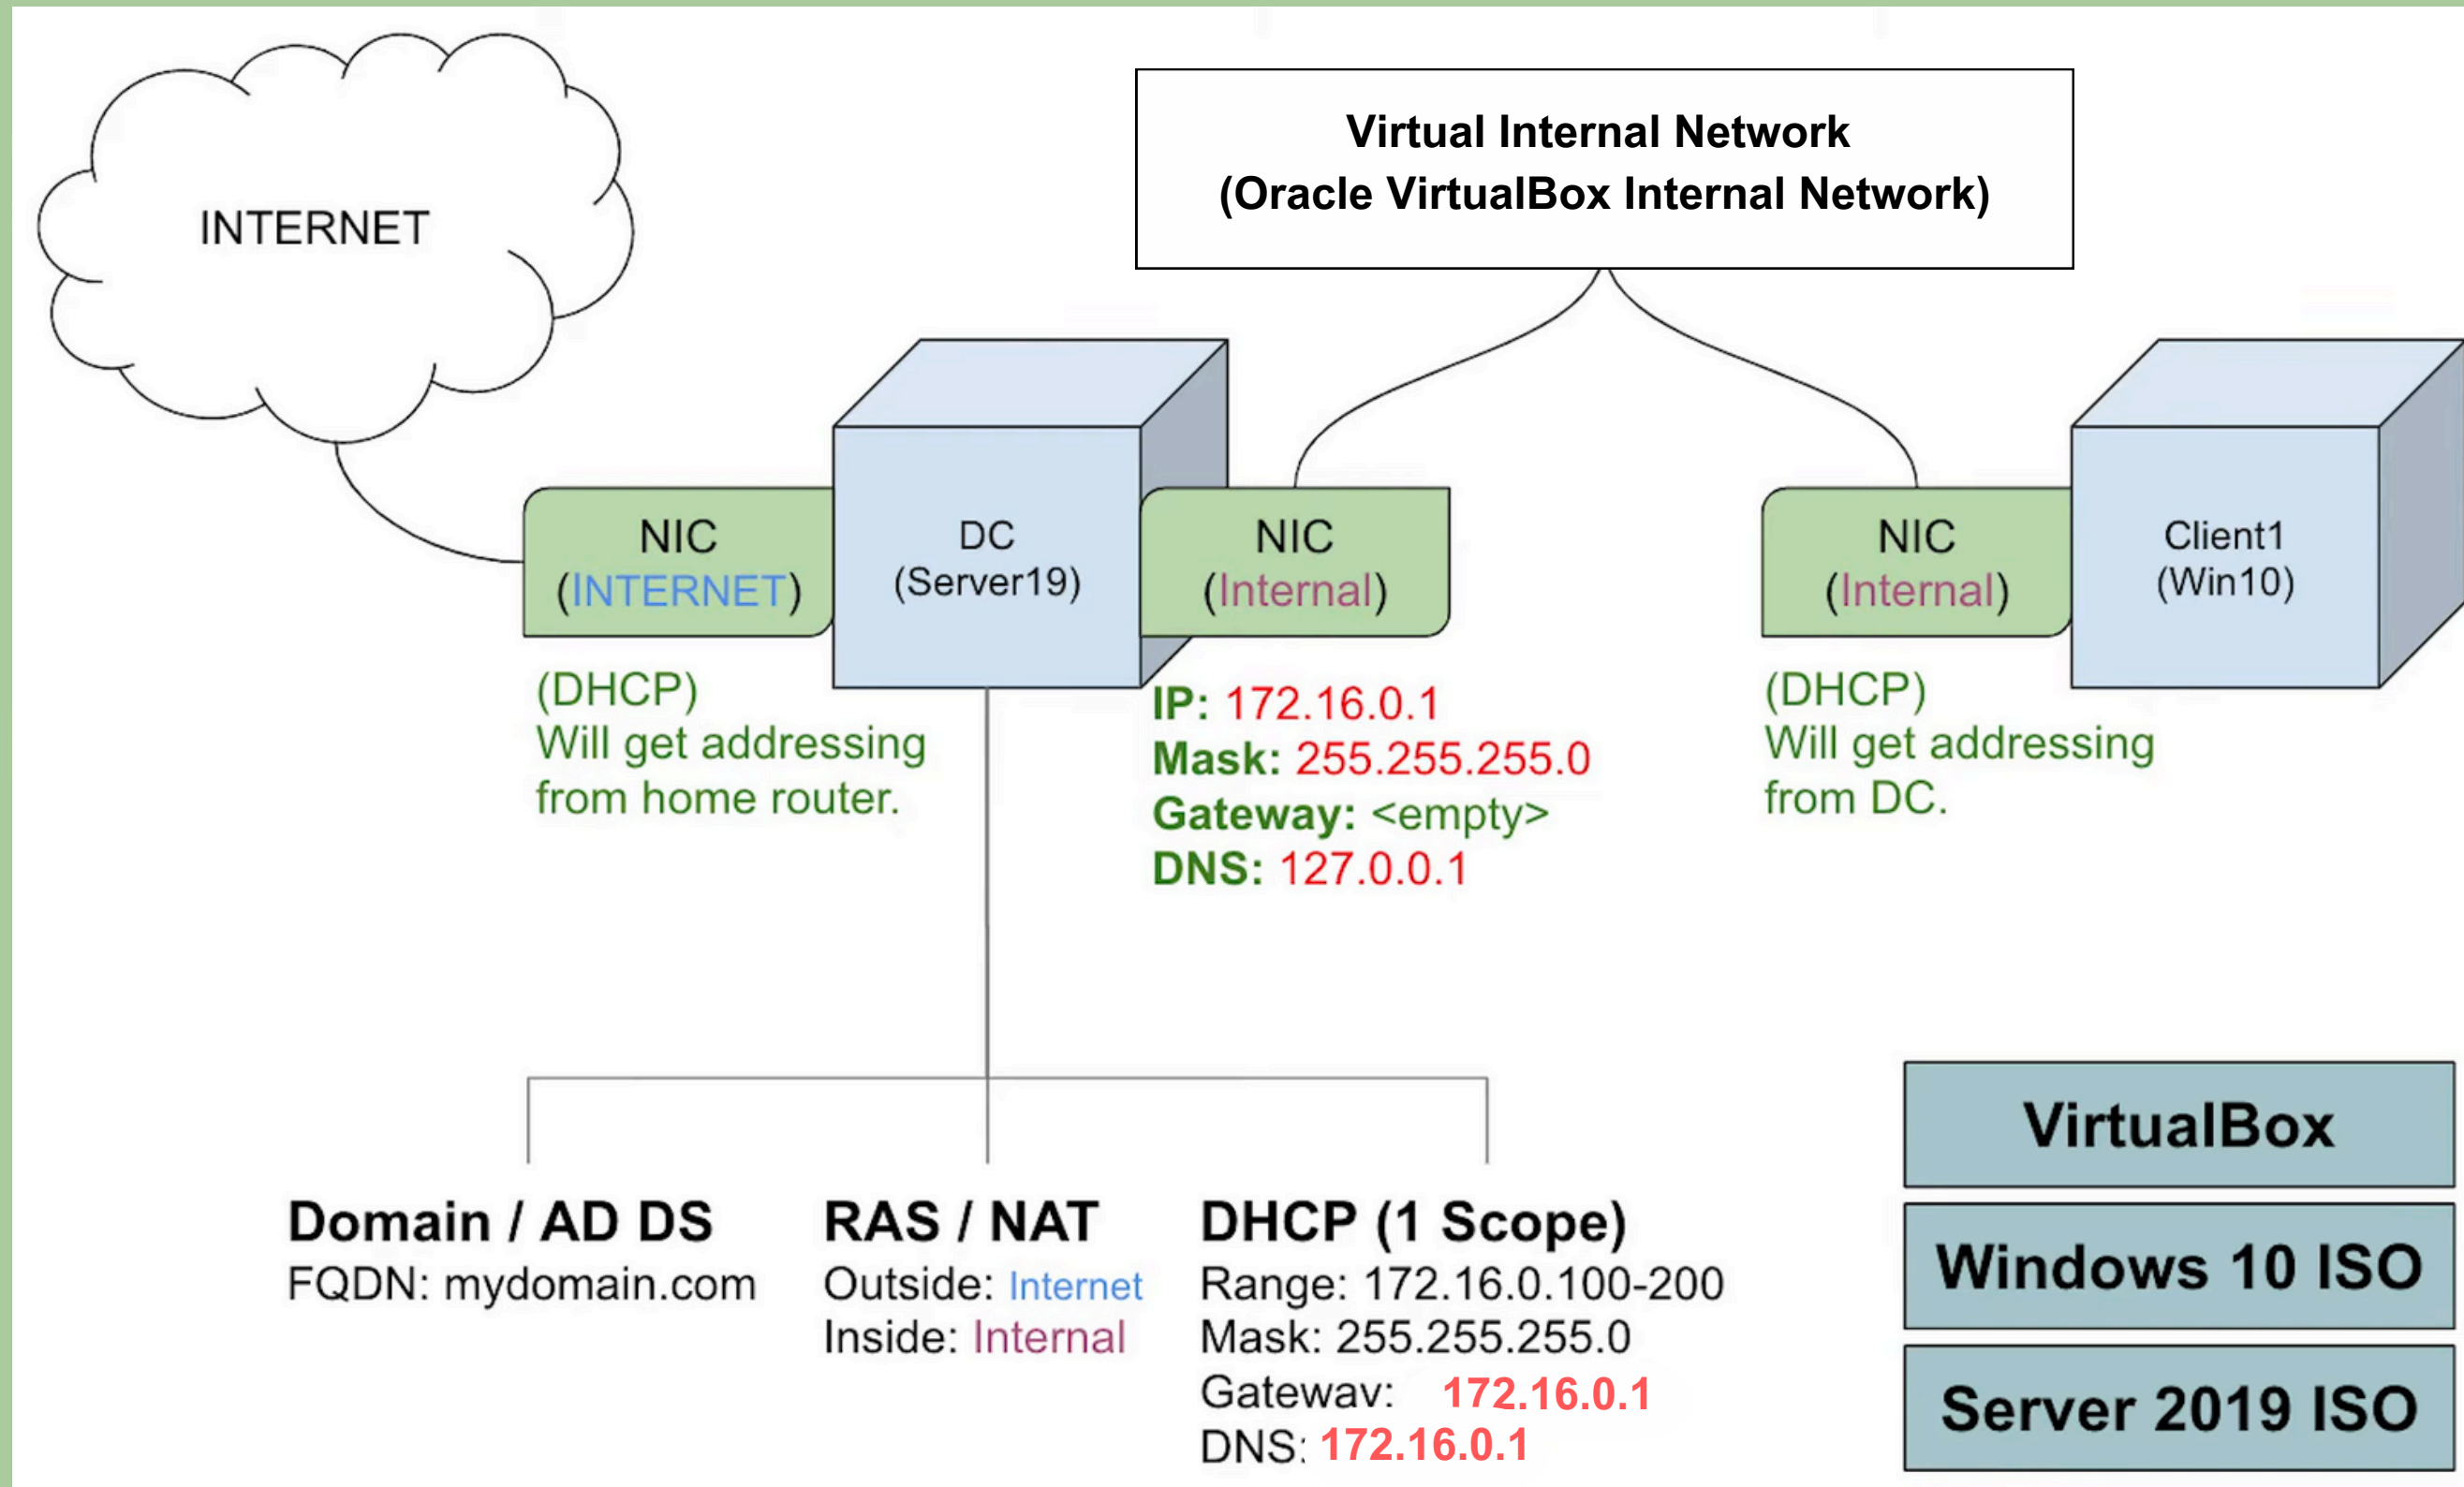 INTERNET
Virtual Internal Network
(Oracle VirtualBox Internal Network)
NIC
(INTERNET)
DC
(Server19)
NIC
(Internal)
NIC
(Internal)
Client1
(Win10)
(DHCP)
Will get addressing
from home router.
IP: 172.16.0.1
Mask: 255.255.255.0
Gateway: <empty>
DNS: 127.0.0.1
(DHCP)
Will get addressing
from DC.
Domain / AD DS
FQDN: mydomain.com
RAS / NAT
Outside: Internet
Inside: Internal
DHCP (1 Scope)
Range: 172.16.0.100-200
Mask: 255.255.255.0
Gateway: 172.16.0.1
DNS: 172.16.0.1
VirtualBox
Windows 10 ISO
Server 2019 ISO